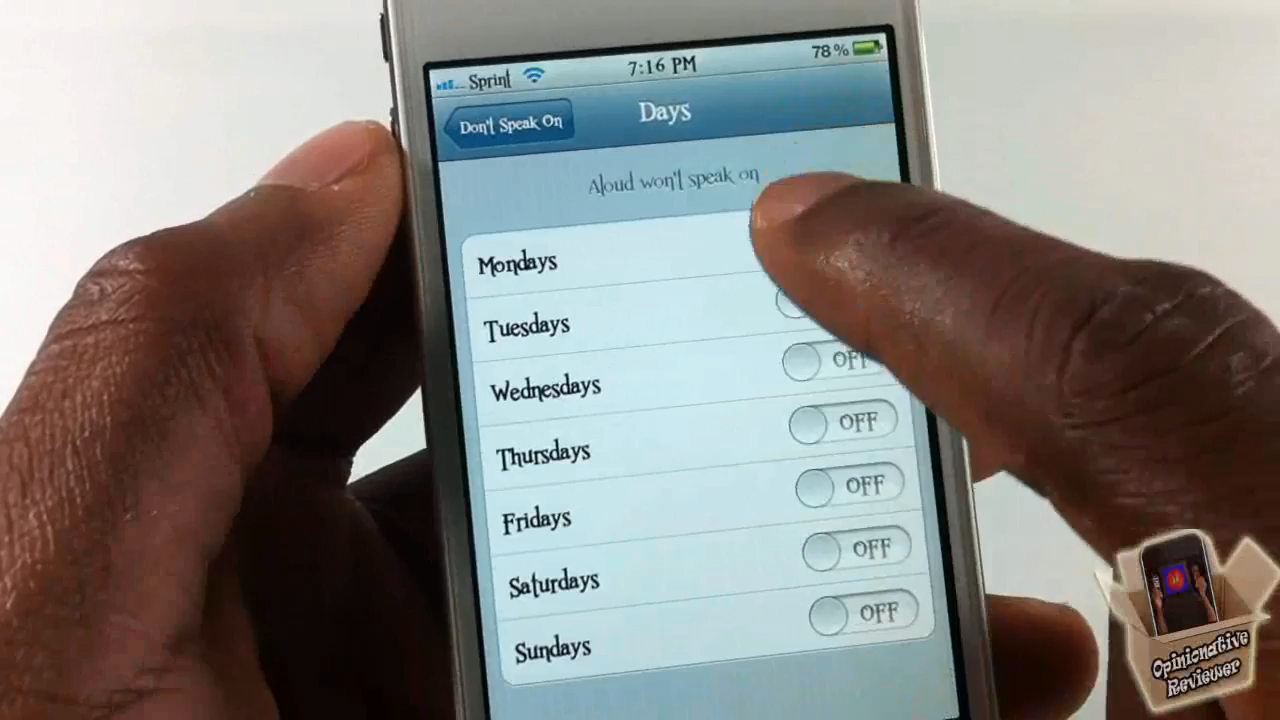 Sprint 7:16 PM 78%
Don't Speak On Days
Aloud won't speak on
Mondays
Tuesdays
Wednesdays OFF
Thursdays OFF
Fridays OFF
Saturdays OFF
Sundays OFF
Opinionative
Reviewer